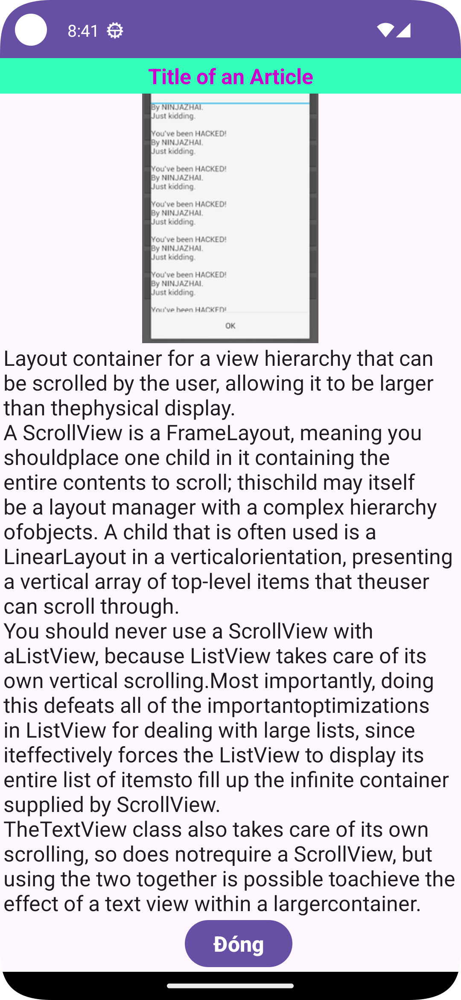 8:41
Title of an Article
By NINJAZHAI.
Just kidding.
You've been HACKED!
By NINJAZHAI.
Just kidding.
You've been HACKED!
By NINJAZHAI.
Just kidding.
You've been HACKED!
By NINJAZHAI.
Just kidding.
You've been HACKED!
By NINJAZHAI.
Just kidding.
You've been HACKED!
By NINJAZHAI.
Just kidding.
You've been HACKED!
OK
Layout container for a view hierarchy that can
be scrolled by the user, allowing it to be larger
than thephysical display.
A ScrollView is a FrameLayout, meaning you
shouldplace one child in it containing the
entire contents to scroll; thischild may itself
be a layout manager with a complex hierarchy
ofobjects. A child that is often used is a
LinearLayout in a verticalorientation, presenting
a vertical array of top-level items that theuser
can scroll through.
You should never use a ScrollView with
aListView, because ListView takes care of its
own vertical scrolling.Most importantly, doing
this defeats all of the importantoptimizations
in ListView for dealing with large lists, since
iteffectively forces the ListView to display its
entire list of itemsto fill up the infinite container
supplied by ScrollView.
TheTextView class also takes care of its own
scrolling, so does notrequire a ScrollView, but
using the two together is possible toachieve the
effect of a text view within a largercontainer.
Đóng